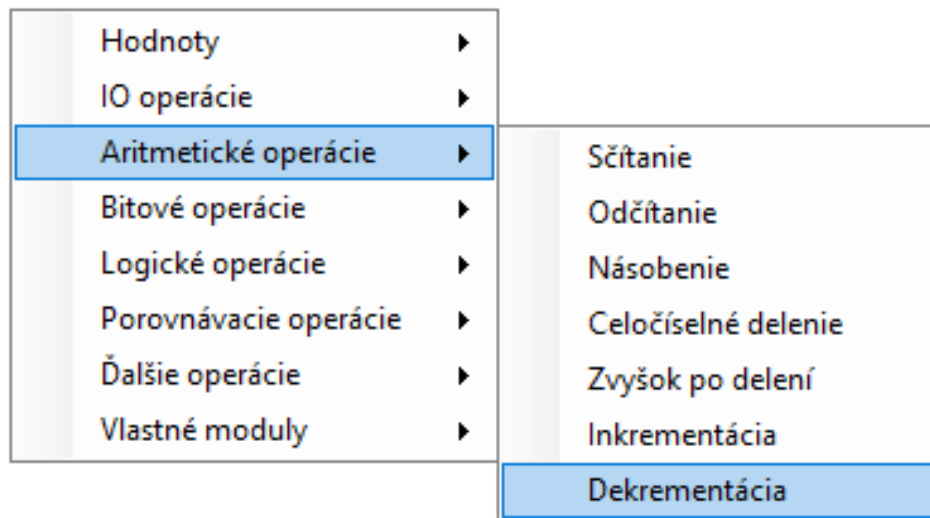 Hodnoty
IO operácie
Aritmetické operácie
Bitové operácie
Logické operácie
Porovnávacie operácie
Ďalšie operácie
Vlastné moduly
Sčítanie
Odčítanie
Násobenie
Celočíselné delenie
Zvyšok po delení
Inkrementácia
Dekrementácia